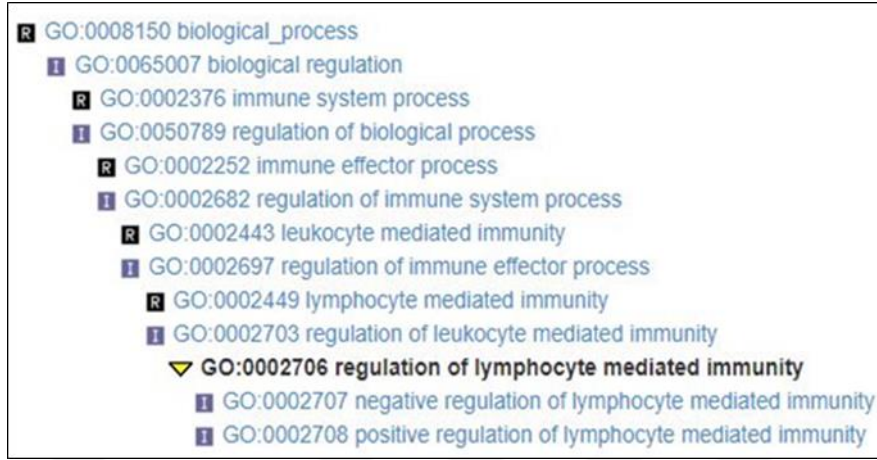 R GO:0008150 biological_process
I GO:0065007 biological regulation
R GO:0002376 immune system process
I GO:0050789 regulation of biological process
R GO:0002252 immune effector process
I GO:0002682 regulation of immune system process
R GO:0002443 leukocyte mediated immunity
I GO:0002697 regulation of immune effector process
R GO:0002449 lymphocyte mediated immunity
I GO:0002703 regulation of leukocyte mediated immunity
GO:0002706 regulation of lymphocyte mediated immunity
I GO:0002707 negative regulation of lymphocyte mediated immunity
I GO:0002708 positive regulation of lymphocyte mediated immunity